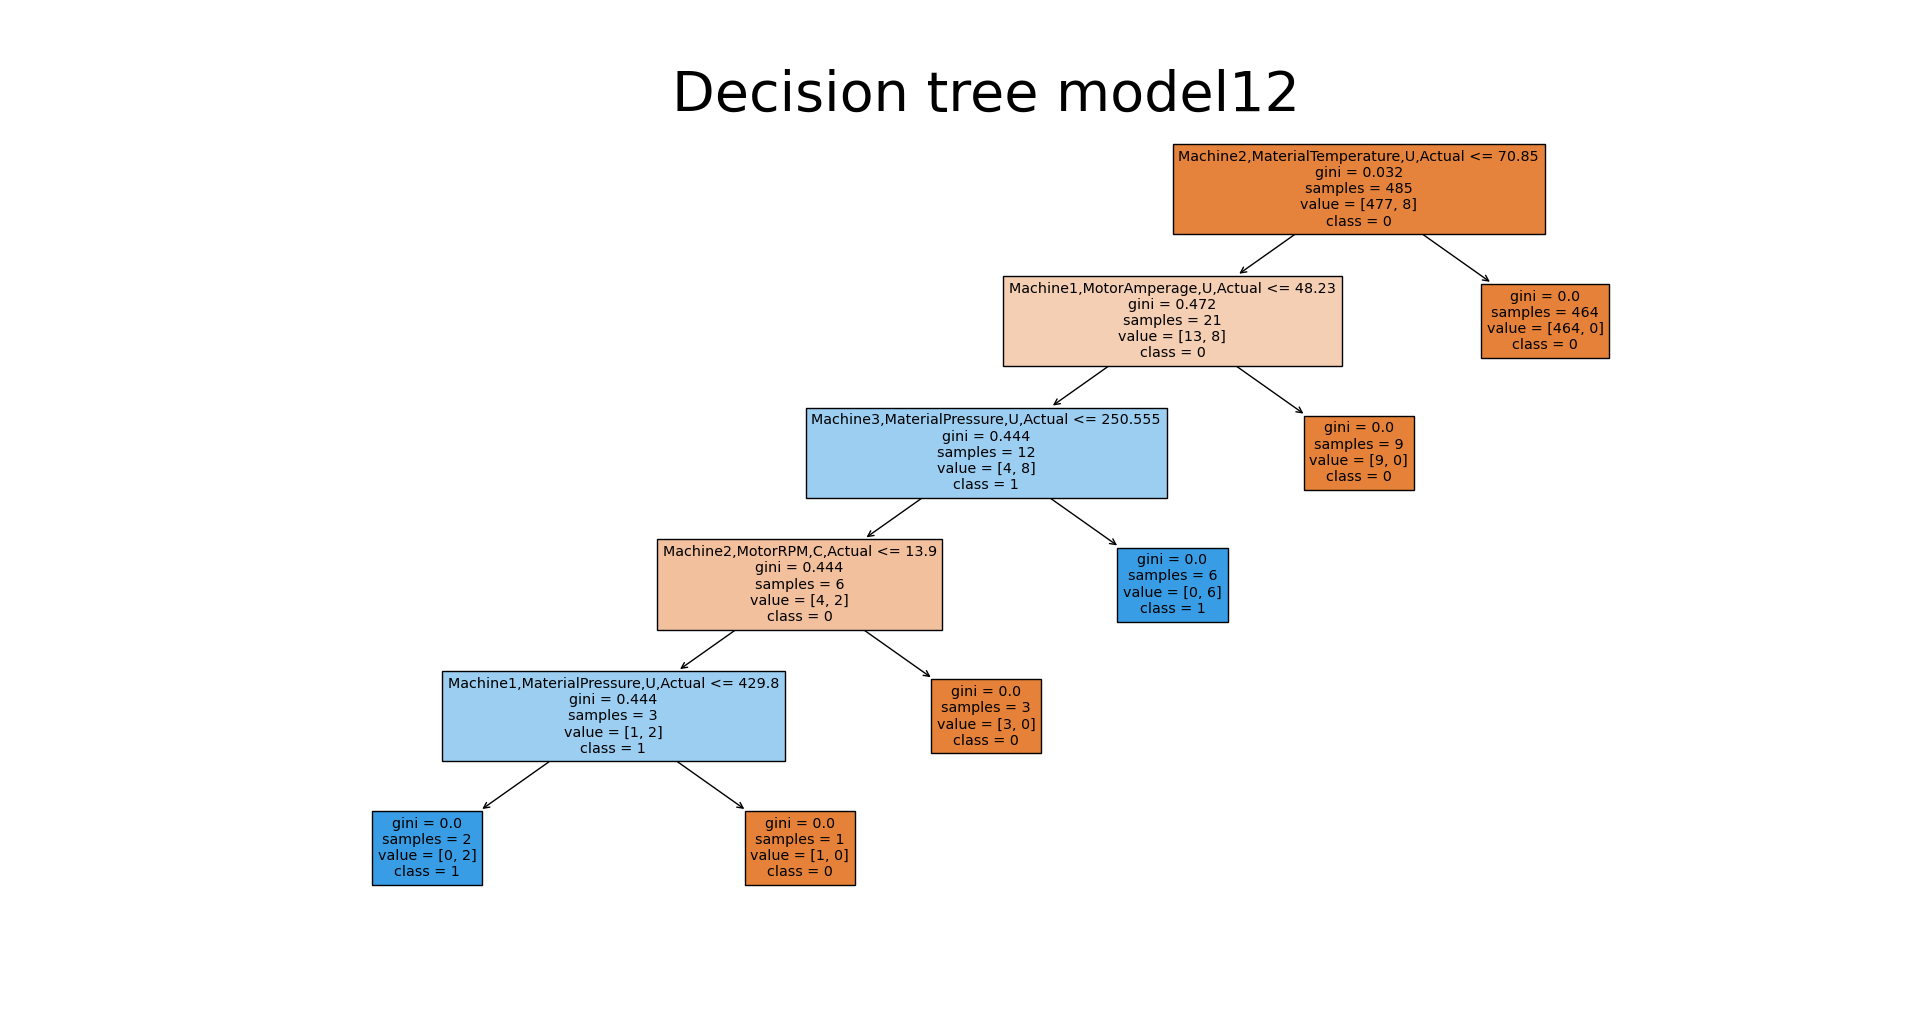 Decision tree model12
Machine2,MaterialTemperature,U,Actual <= 70.85
gini = 0.032
samples = 485
value = [477, 8]
class = 0
Machine1,MotorAmperage,U,Actual <= 48.23
gini = 0.472
samples = 21
value = [13, 8]
class = 0
gini = 0.0
samples = 464
value = [464, 0]
class = 0
Machine3,MaterialPressure,U,Actual <= 250.555
gini = 0.444
samples = 12
value = [4, 8]
class = 1
gini = 0.0
samples = 9
value = [9, 0]
class = 0
Machine2,MotorRPM,C,Actual <= 13.9
gini = 0.444
samples = 6
value = [4, 2]
class = 0
gini = 0.0
samples = 6
value = [0, 6]
class = 1
Machine1,MaterialPressure,U,Actual <= 429.8
gini = 0.444
samples = 3
value = [1, 2]
class = 1
gini = 0.0
samples = 3
value = [3, 0]
class = 0
gini = 0.0
samples = 2
value = [0, 2]
class = 1
gini = 0.0
samples = 1
value = [1, 0]
class = 0